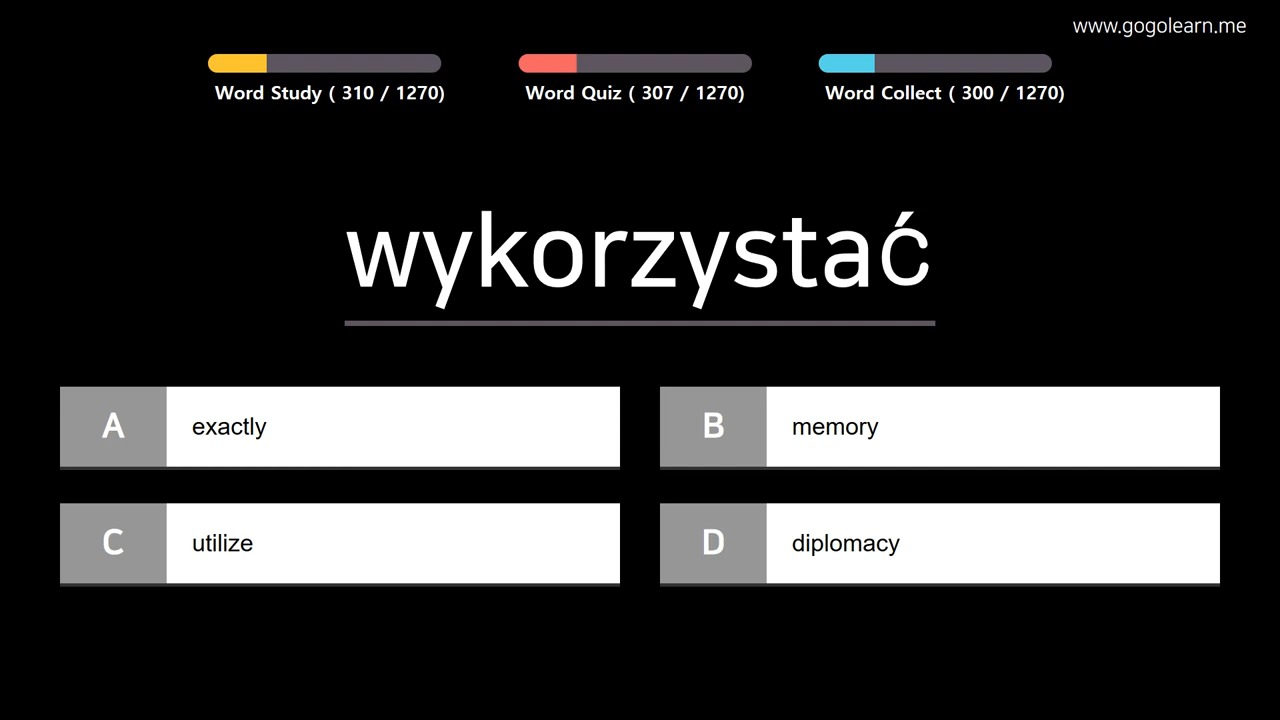 www.gogolearn.me
Word Study ( 310 / 1270)
Word Quiz ( 307 / 1270)
Word Collect ( 300 / 1270)
wykorzystać
A exactly
B memory
C utilize
D diplomacy